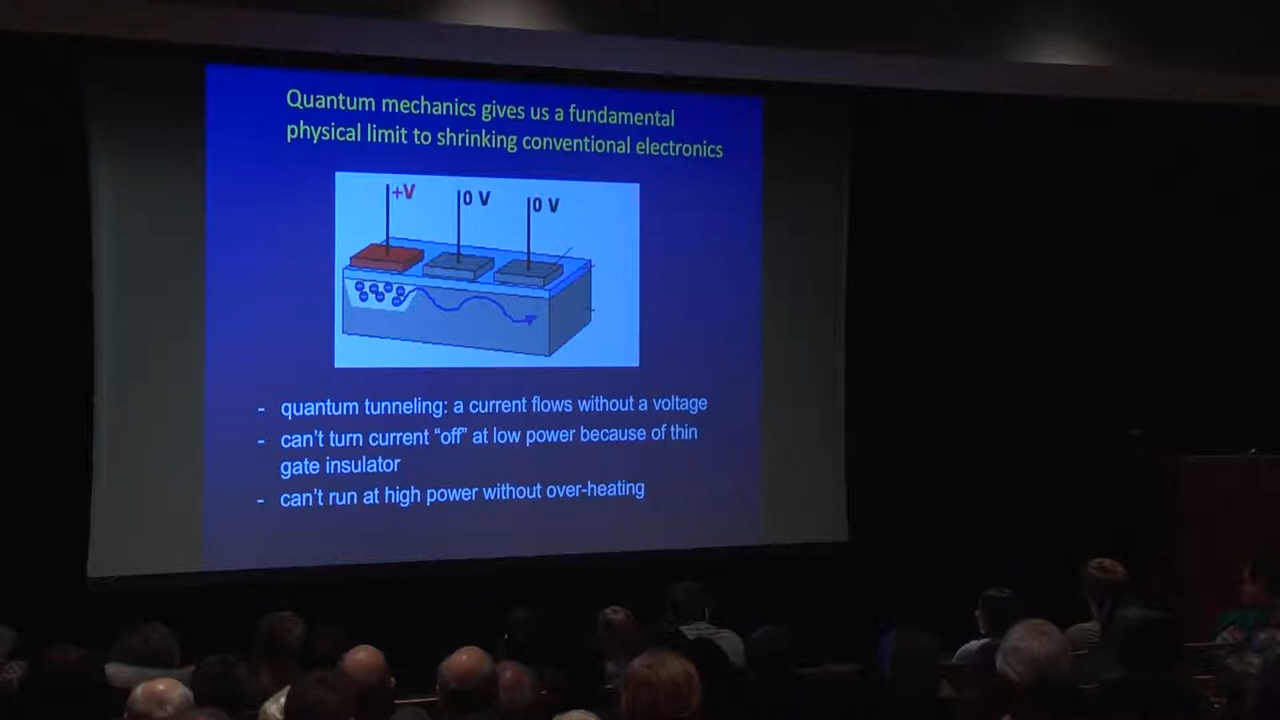 Quantum mechanics gives us a fundamental
physical limit to shrinking conventional electronics
+V
0 V
0 V
- quantum tunneling: a current flows without a voltage
- can't turn current “off” at low power because of thin
gate insulator
- can't run at high power without over-heating